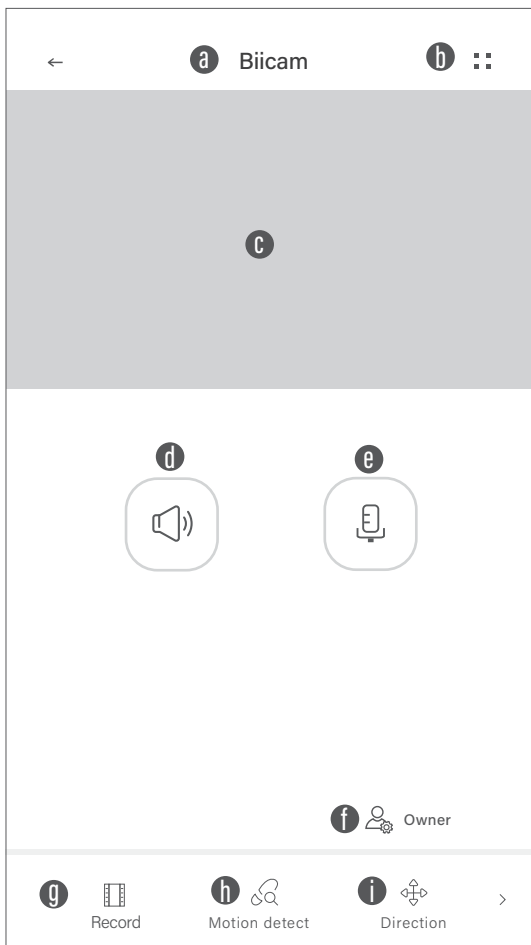 ← a Biicam b
c
d e
f Owner
g h i >
Record Motion detect Direction